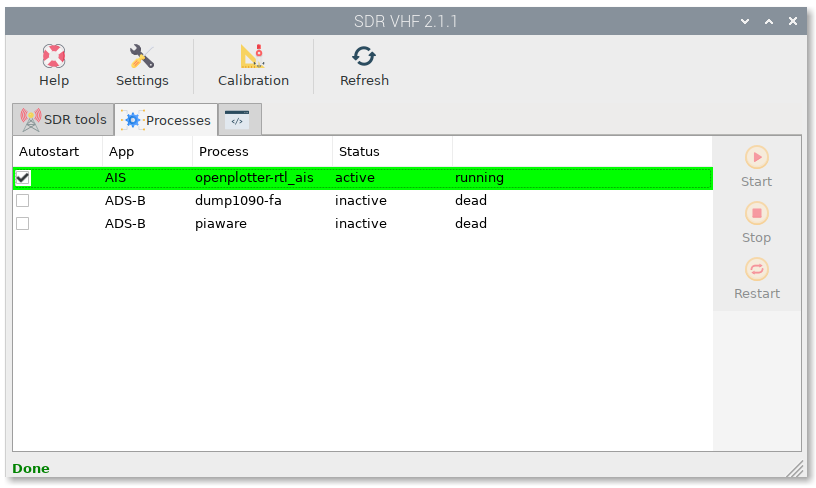 SDR VHF 2.1.1
Help Settings Calibration Refresh
SDR tools Processes </>
Autostart App Process Status
AIS openplotter-rtl_ais active running
ADS-B dump1090-fa inactive dead
ADS-B piaware inactive dead
Start
Stop
Restart
Done